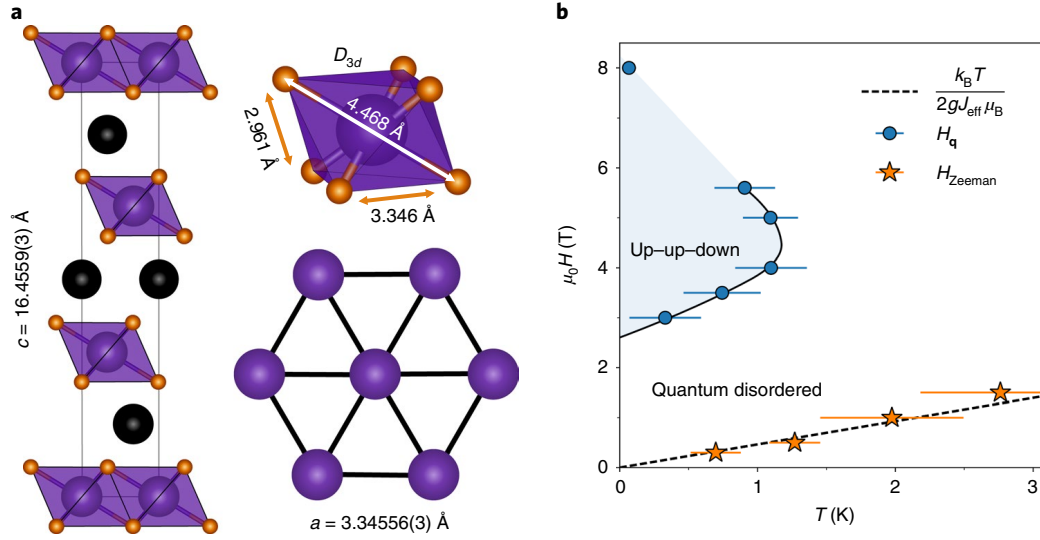 a
c = 16.4559(3) Å
D3d
4.468 Å
2.961 Å
3.346 Å
a = 3.34556(3) Å
b
μ0H (T)
8
6
4
2
0
kBT
2gJeff μB
Hq
HZeeman
Up–up–down
Quantum disordered
0
1
2
3
T (K)